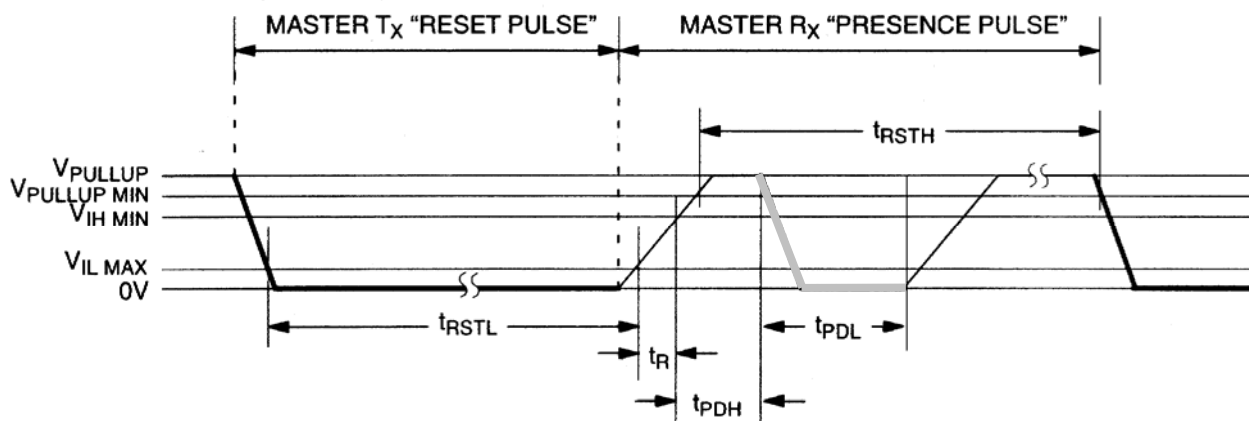 MASTER TX “RESET PULSE”
MASTER RX “PRESENCE PULSE”
tRSTH
VPULLUP
VPULLUP MIN
VIH MIN
VIL MAX
0V
tRSTL
tPDL
tR
tPDH